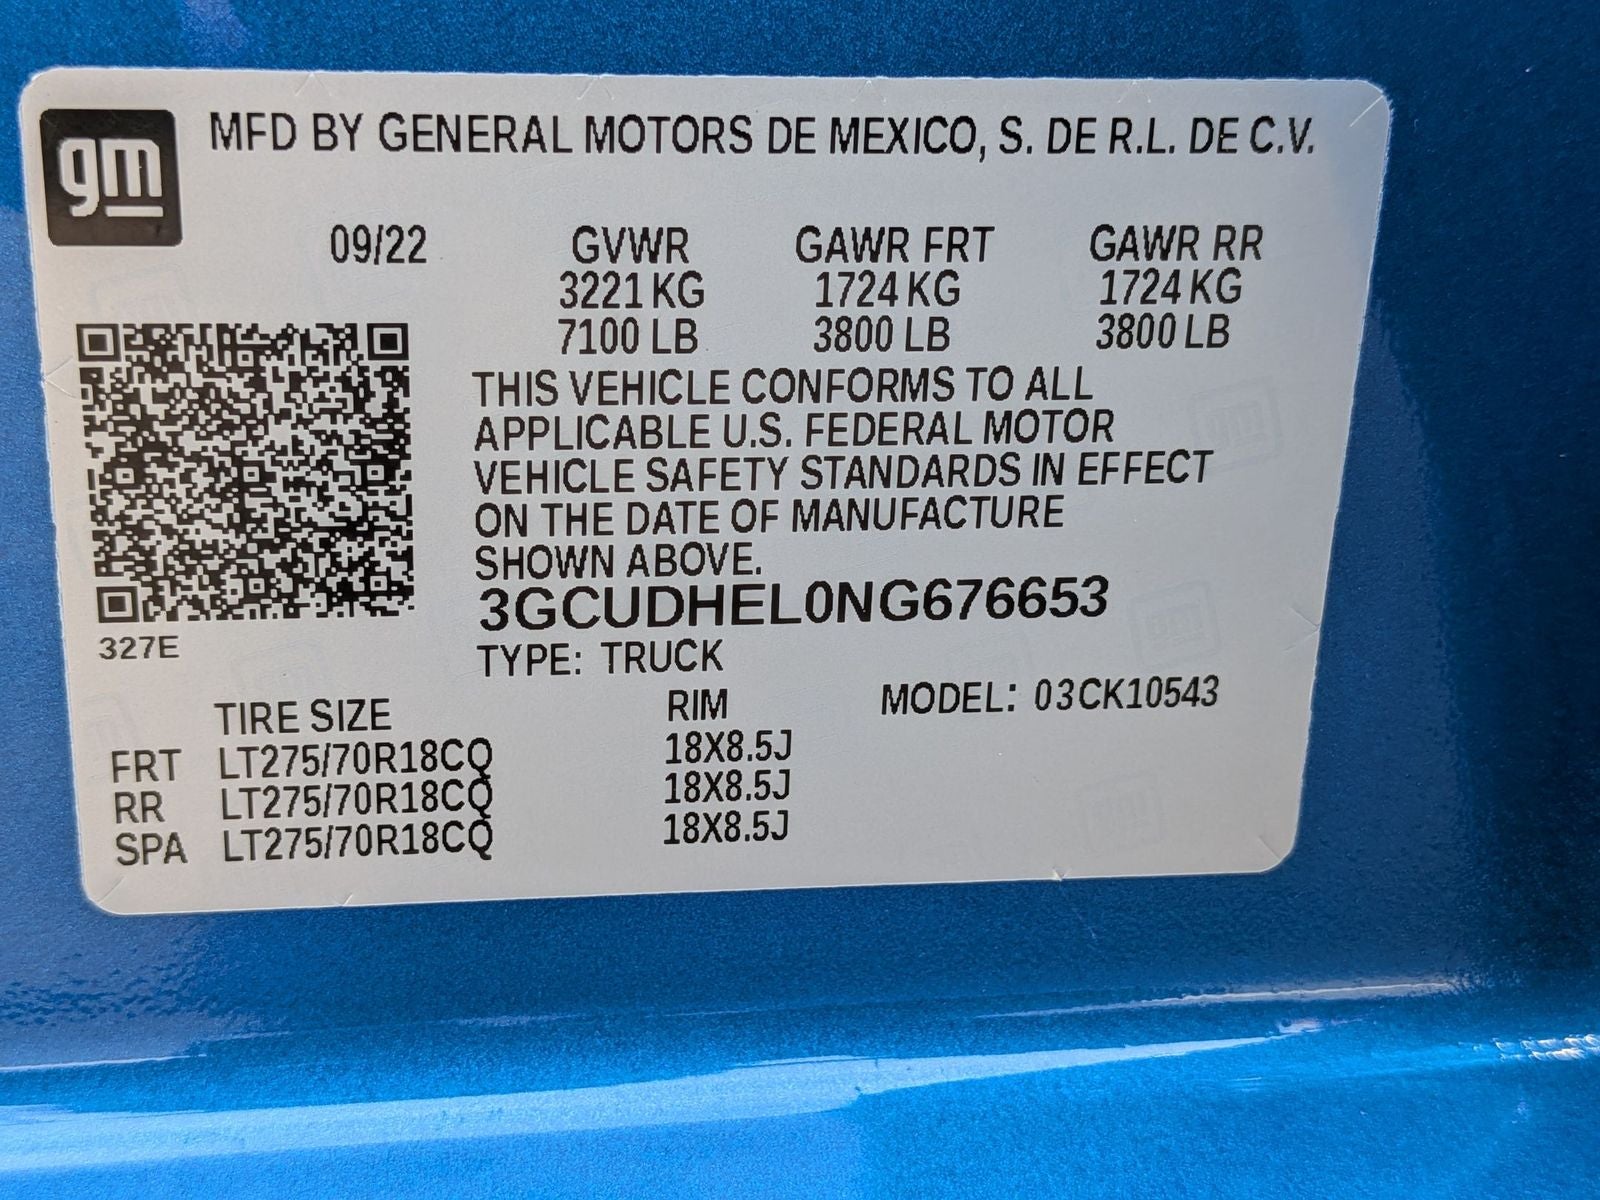 gm
MFD BY GENERAL MOTORS DE MEXICO, S. DE R.L. DE C.V.
09/22 GVWR GAWR FRT GAWR RR
3221 KG 1724 KG 1724 KG
7100 LB 3800 LB 3800 LB
THIS VEHICLE CONFORMS TO ALL
APPLICABLE U.S. FEDERAL MOTOR
VEHICLE SAFETY STANDARDS IN EFFECT
ON THE DATE OF MANUFACTURE
SHOWN ABOVE.
3GCUDHEL0NG676653
327E
TYPE: TRUCK
TIRE SIZE RIM MODEL: 03CK10543
FRT LT275/70R18CQ 18X8.5J
RR LT275/70R18CQ 18X8.5J
SPA LT275/70R18CQ 18X8.5J